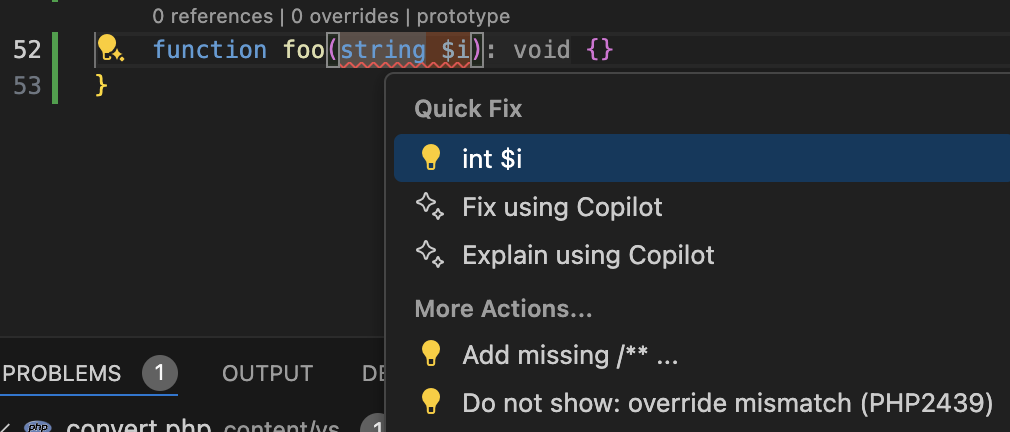 0 references | 0 overrides | prototype
52 function foo(string $i): void {}
53 }
Quick Fix
int $i
Fix using Copilot
Explain using Copilot
More Actions...
Add missing /** ...
Do not show: override mismatch (PHP2439)
PROBLEMS 1 OUTPUT DE
php convert.php content/vs 1